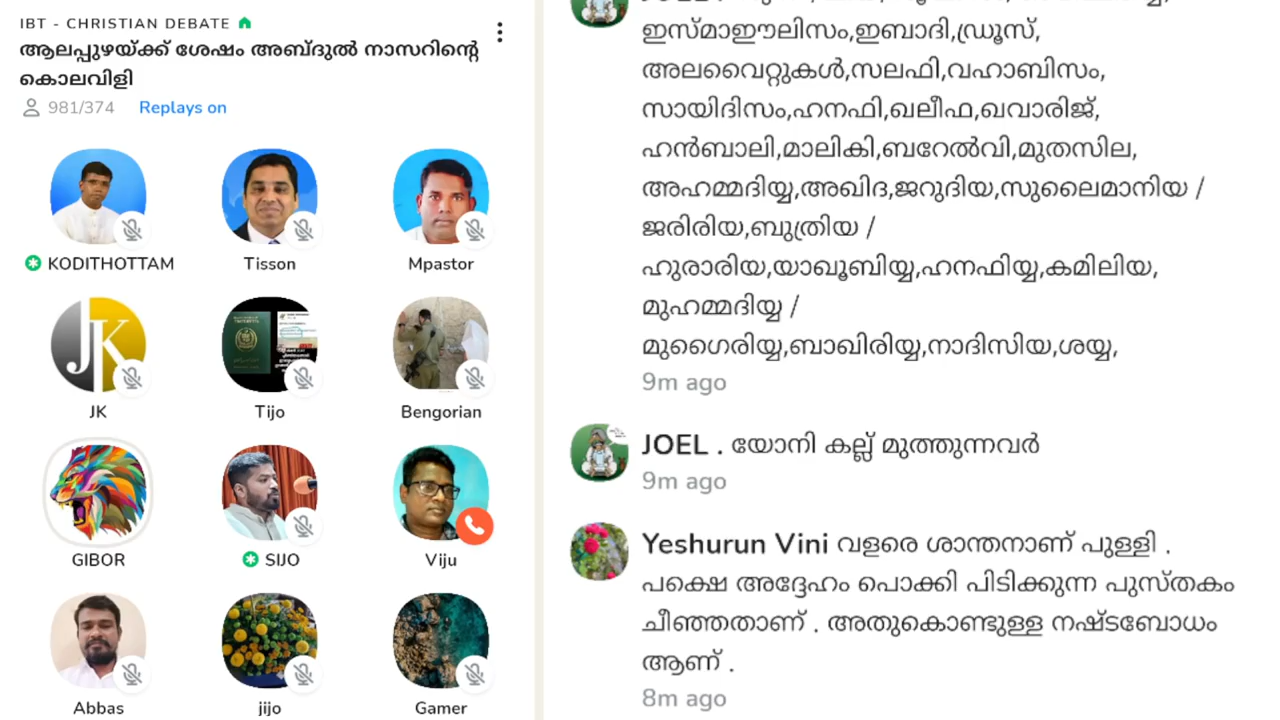 IBT - CHRISTIAN DEBATE
ആലപ്പുഴയ്ക്ക് ശേഷം അബ്ദുൽ നാസറിന്റെ
കൊലവിളി
981/374 Replays on
KODITHOTTAM Tisson Mpastor
JK Tijo Bengorian
GIBOR SIJO Viju
Abbas jijo Gamer
ഇസ്മാഈലിസം,ഇബാദി,ഡ്രൂസ്,
അലവൈറ്റുകൾ,സലഫി,വഹാബിസം,
സായിദിസം,ഹനഫി,ഖലീഫ,ഖവാരിജ്,
ഹൻബാലി,മാലികി,ബറേൽവി,മുതസില,
അഹമ്മദിയ്യ,അഖിദ,ജറുദിയ,സുലൈമാനിയ /
ജരിരിയ,ബുത്രിയ /
ഹുരാരിയ,യാഖൂബിയ്യ,ഹനഫിയ്യ,കമിലിയ,
മുഹമ്മദിയ്യ /
മുഗൈരിയ്യ,ബാഖിരിയ്യ,നാദിസിയ,ശയ്യ,
9m ago
JOEL . യോനി കല്ല് മുത്തുന്നവർ
9m ago
Yeshurun Vini വളരെ ശാന്തനാണ് പുള്ളി .
പക്ഷെ അദ്ദേഹം പൊക്കി പിടിക്കുന്ന പുസ്തകം
ചീഞ്ഞതാണ് . അതുകൊണ്ടുള്ള നഷ്ടബോധം
ആണ് .
8m ago